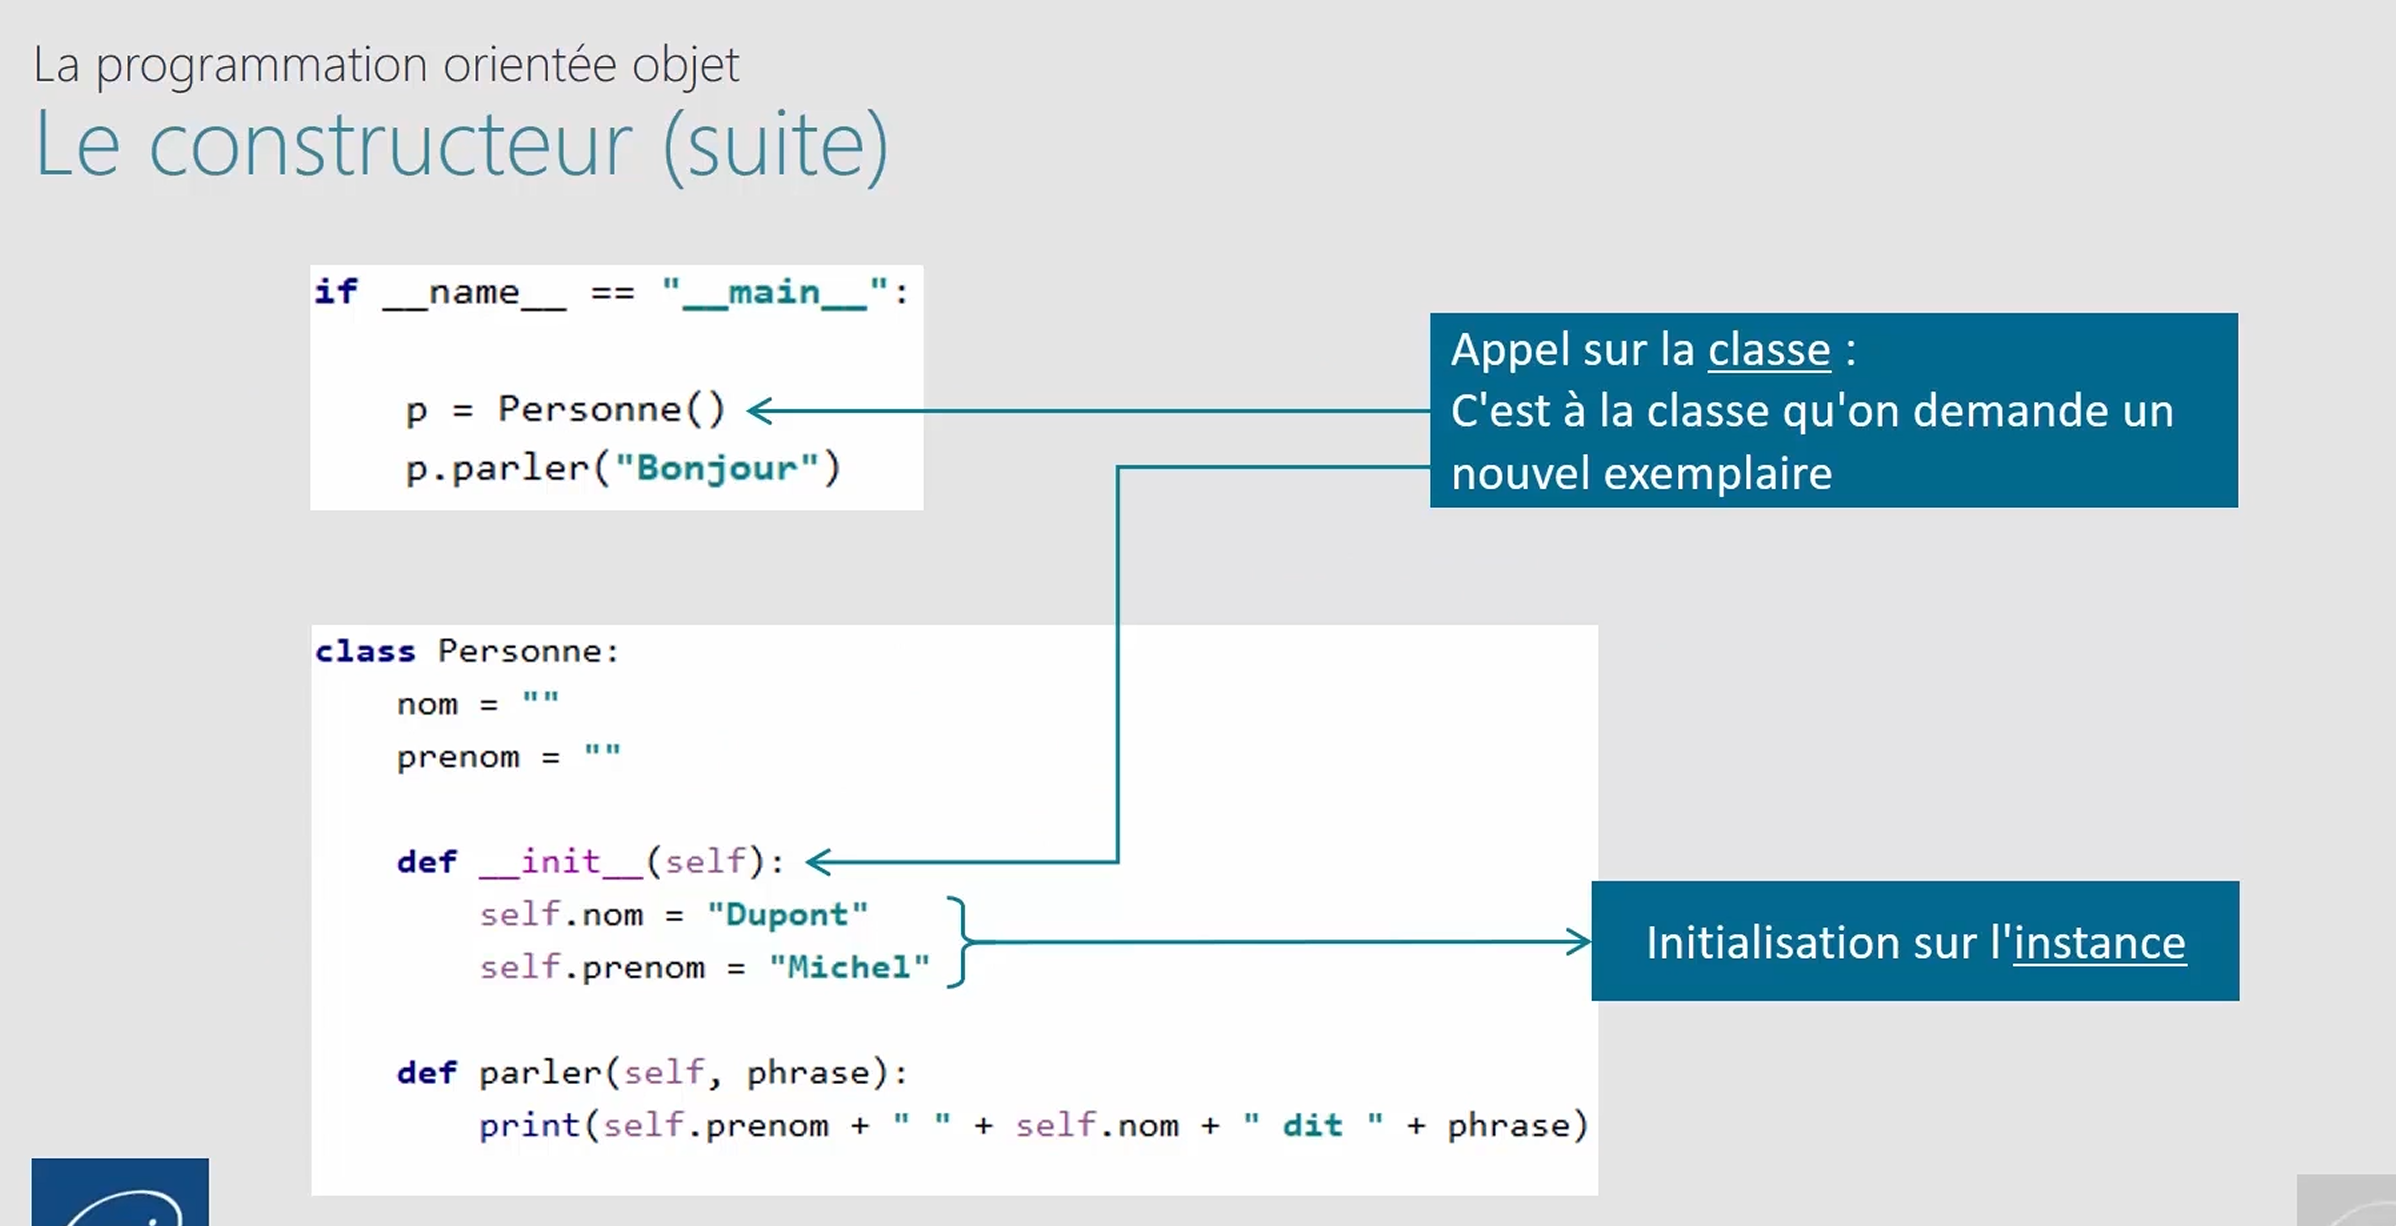 La programmation orientée objet
Le constructeur (suite)
if __name__ == "__main__":
p = Personne()
p.parler("Bonjour")
Appel sur la classe :
C'est à la classe qu'on demande un
nouvel exemplaire
class Personne:
nom = ""
prenom = ""
def __init__(self):
self.nom = "Dupont"
self.prenom = "Michel"
Initialisation sur l'instance
def parler(self, phrase):
print(self.prenom + " " + self.nom + " dit " + phrase)